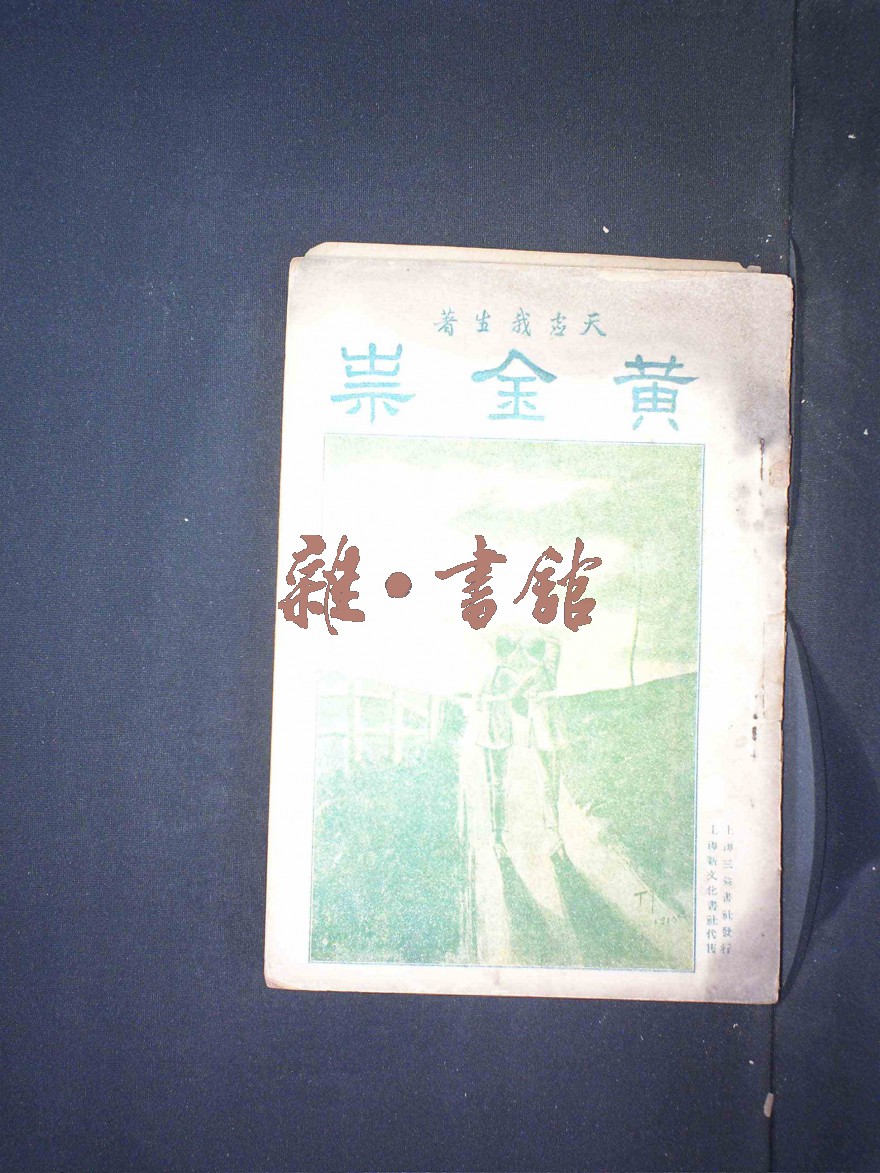 天虛我生著
黃金祟
雜·書館
上海三益書社發行
上海新文化書社代售